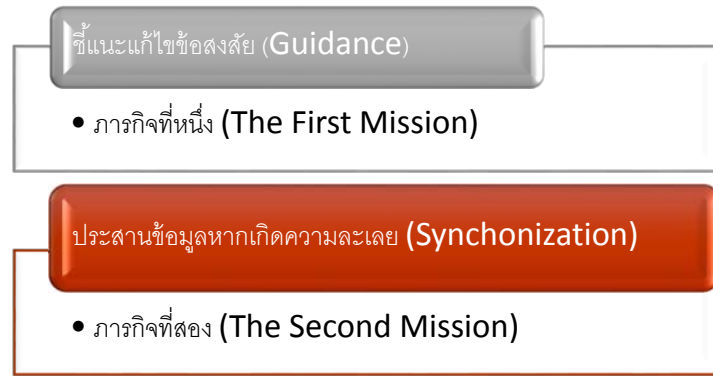 ชี้แนะแก้ไขข้อสงสัย (Guidance)
• ภารกิจที่หนึ่ง (The First Mission)
ประสานข้อมูลหากเกิดความละเลย (Synchonization)
• ภารกิจที่สอง (The Second Mission)